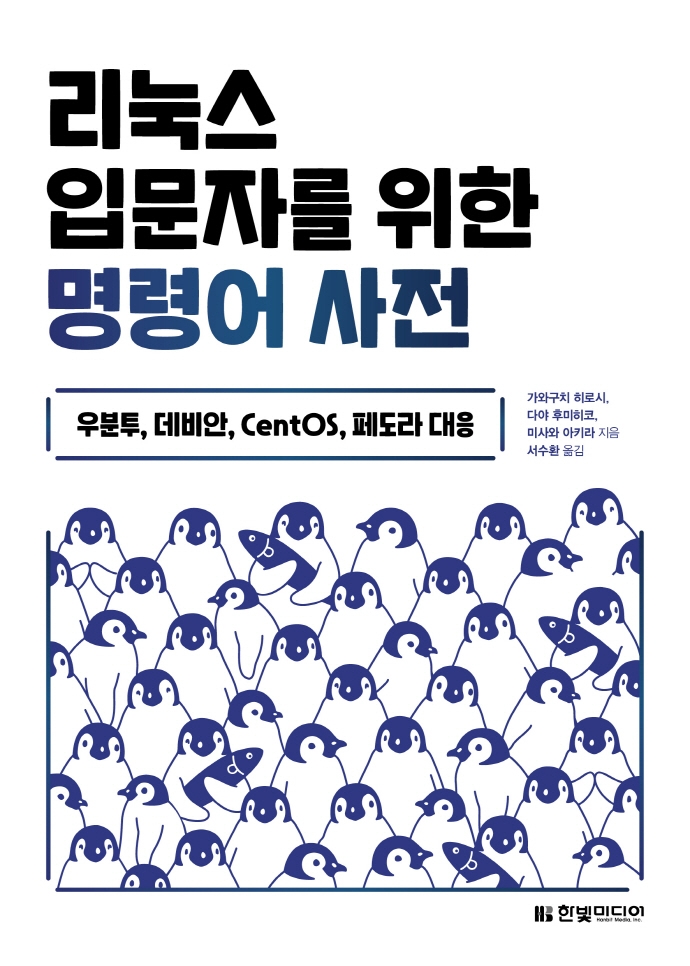 리눅스
입문자를 위한
명령어 사전
우분투, 데비안, CentOS, 페도라 대응
가와구치 히로시,
다야 후미히코,
미사와 아키라 지음
서수환 옮김
한빛미디어
Hanbit Media, Inc.